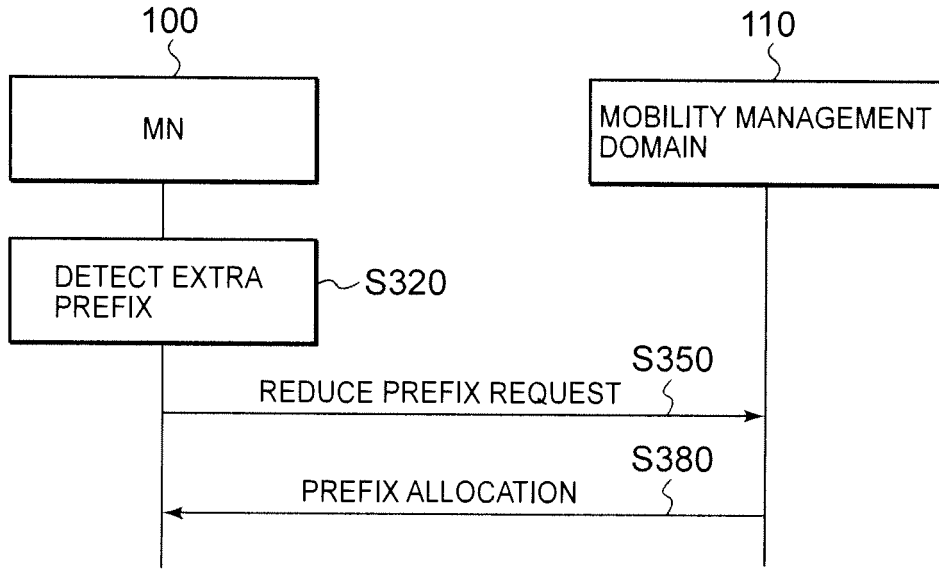 100
110
MN
MOBILITY MANAGEMENT
DOMAIN
DETECT EXTRA
PREFIX
S320
S350
REDUCE PREFIX REQUEST
S380
PREFIX ALLOCATION